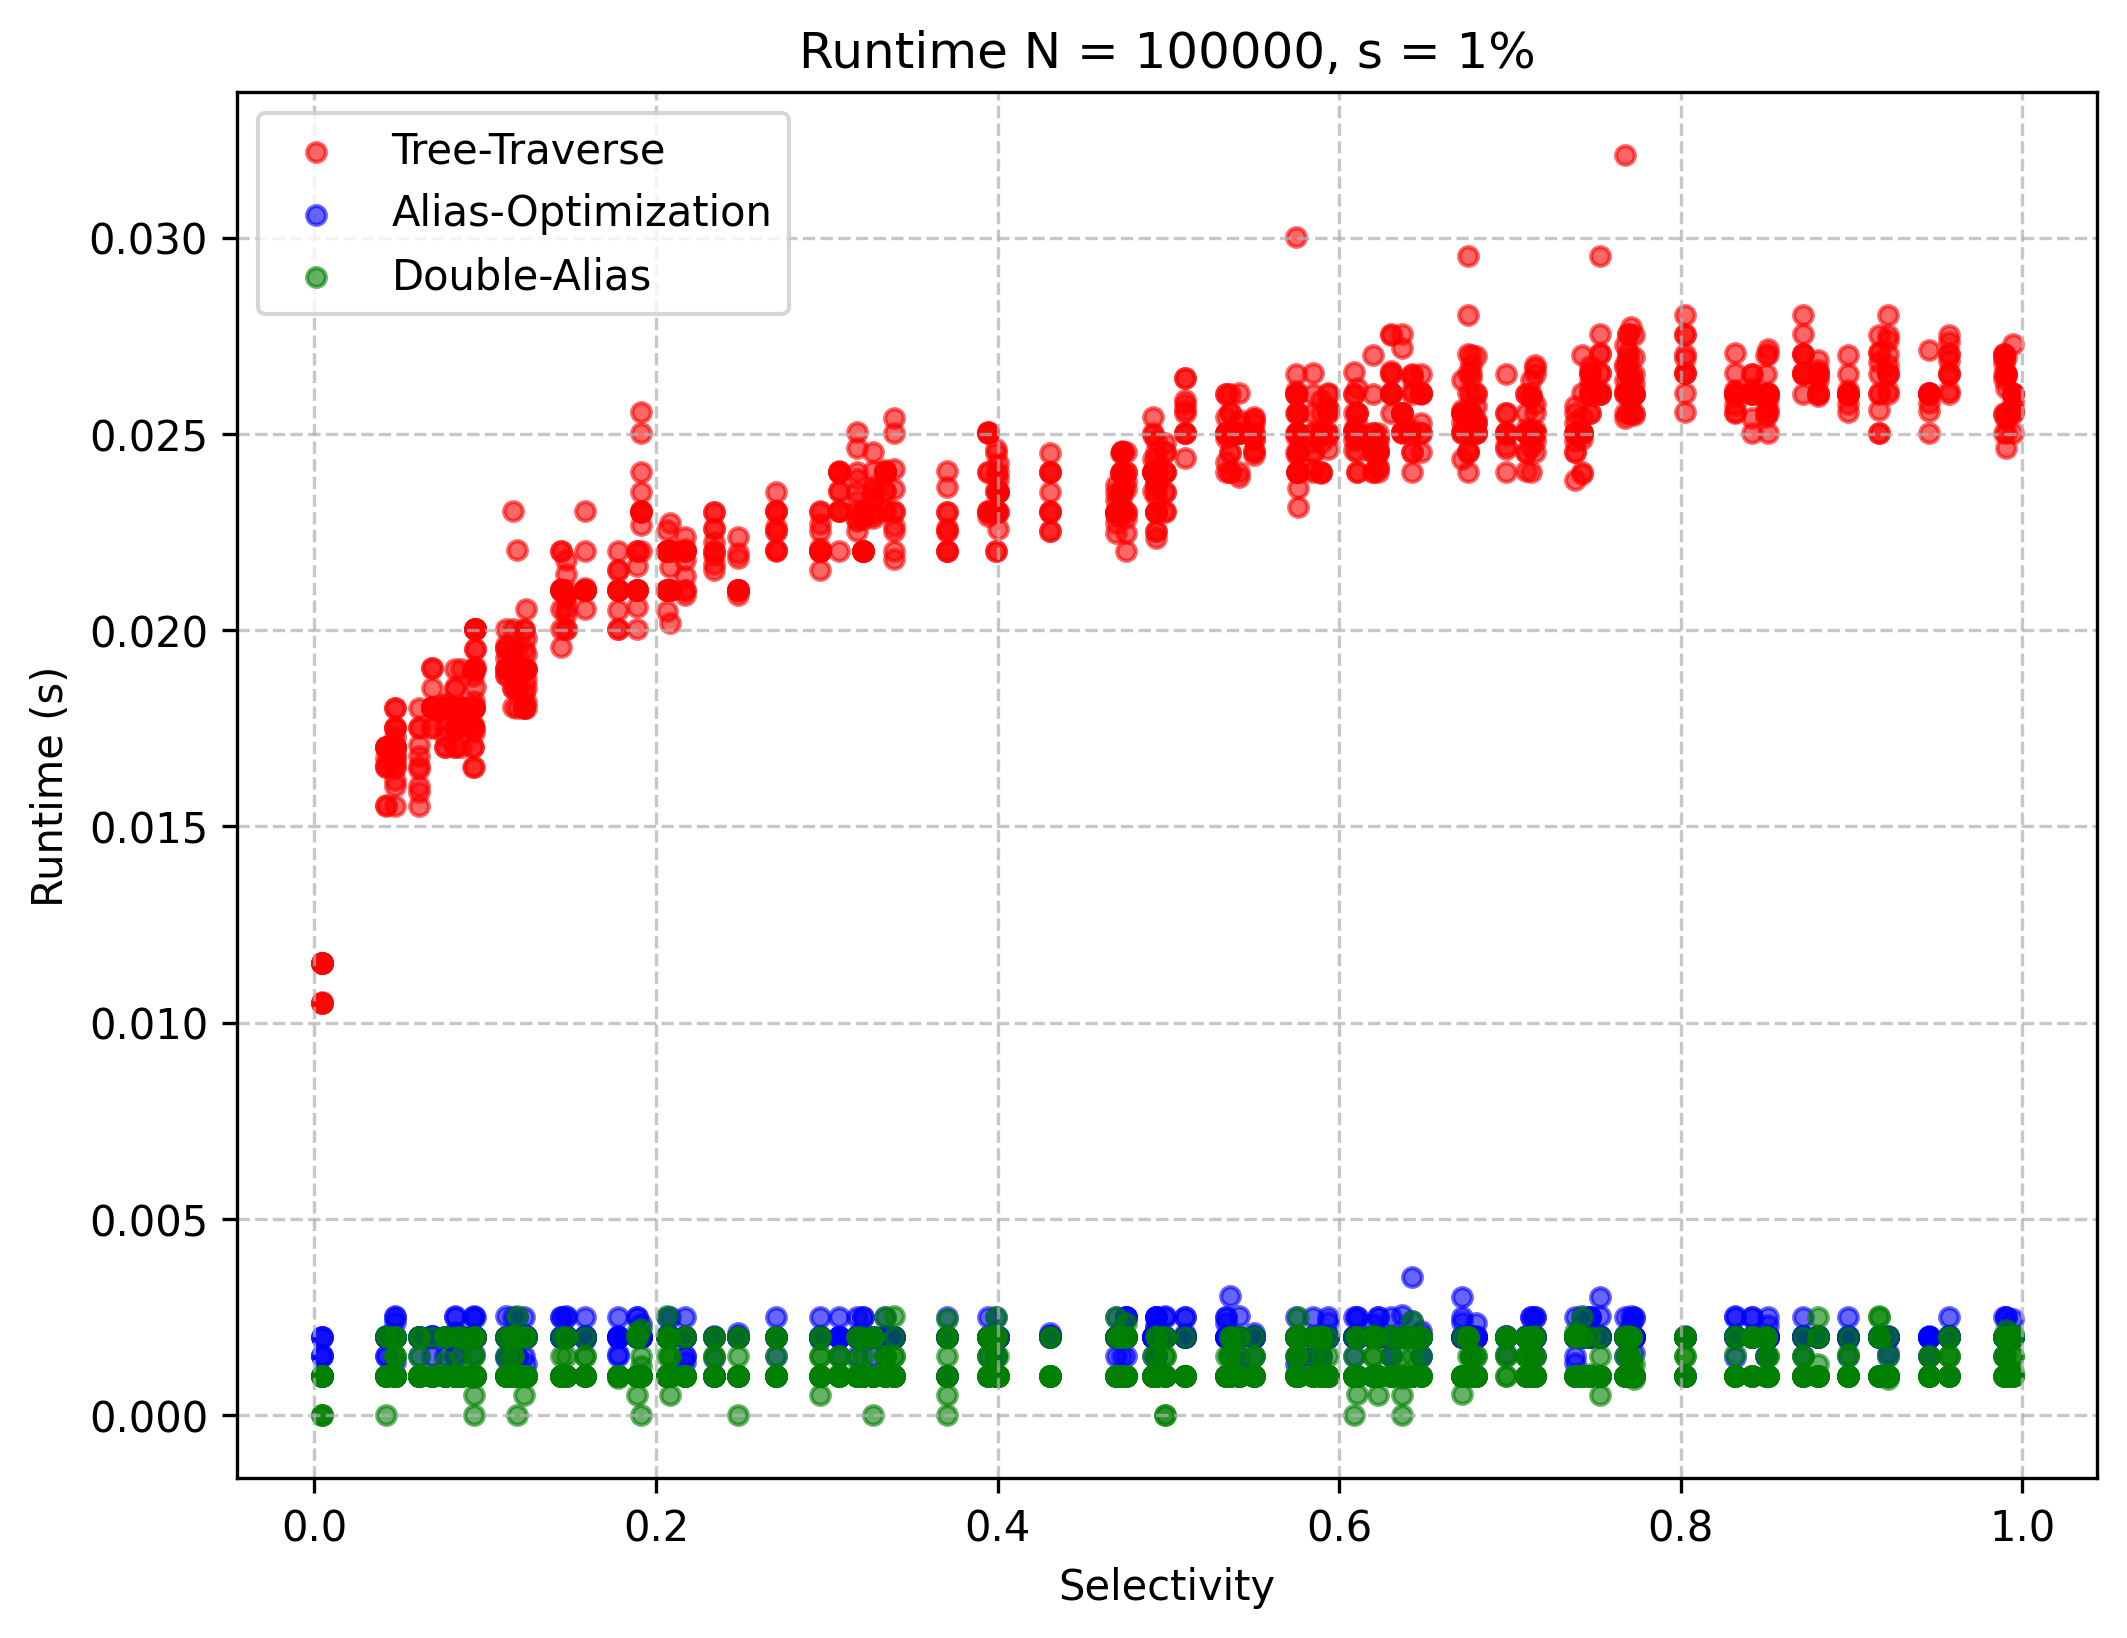 Runtime N = 100000, s = 1%
Tree-Traverse
Alias-Optimization
Double-Alias
Runtime (s)
0.030
0.025
0.020
0.015
0.010
0.005
0.000
0.0 0.2 0.4 0.6 0.8 1.0
Selectivity